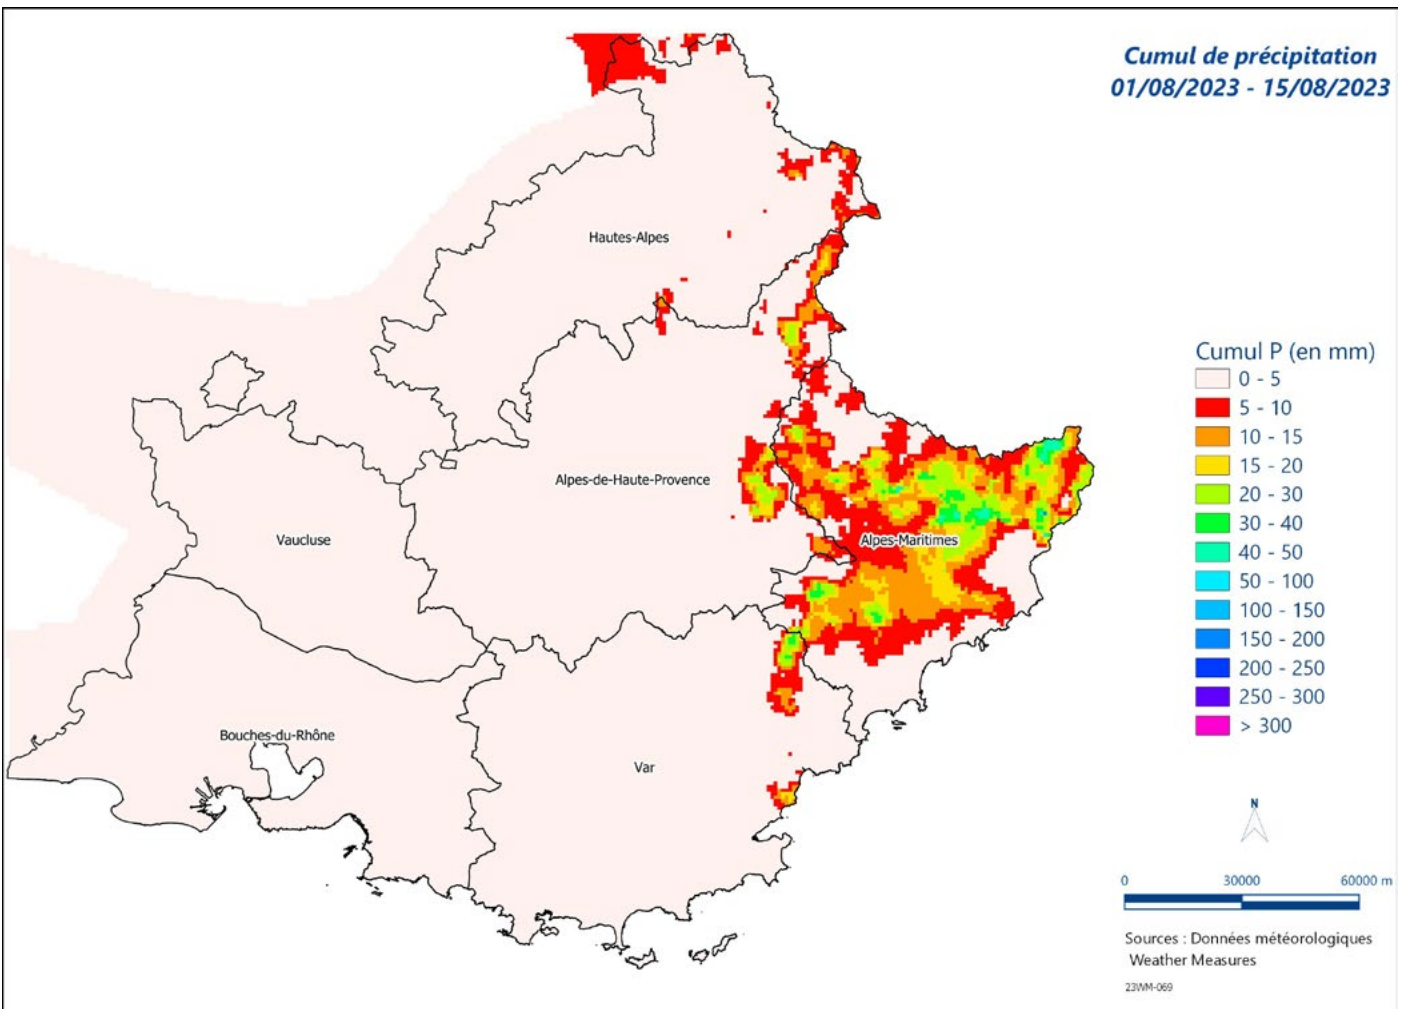 Cumul de précipitation
01/08/2023 - 15/08/2023
Hautes-Alpes
Alpes-de-Haute-Provence
Vaucluse
Alpes-Maritimes
Bouches-du-Rhône
Var
Cumul P (en mm)
0 - 5
5 - 10
10 - 15
15 - 20
20 - 30
30 - 40
40 - 50
50 - 100
100 - 150
150 - 200
200 - 250
250 - 300
> 300
N
0 30000 60000 m
Sources : Données météorologiques
Weather Measures
23WM-069